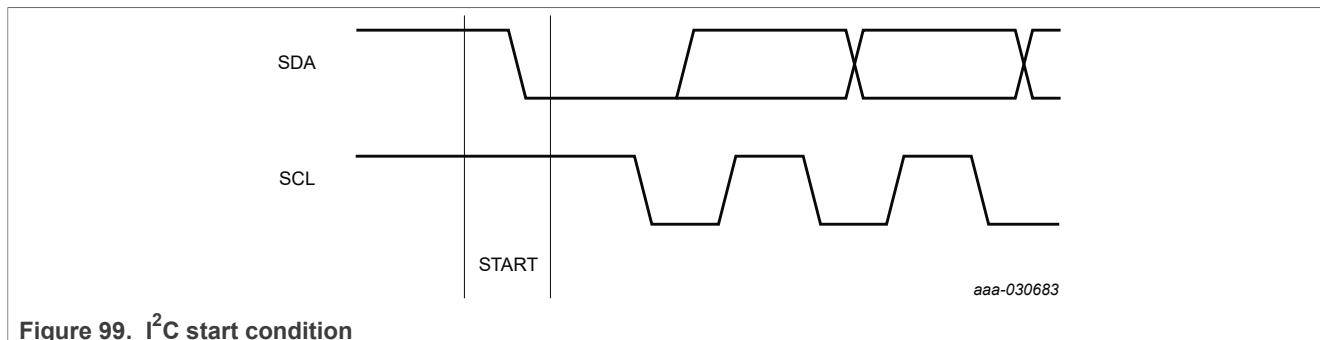 SDA
SCL
START
aaa-030683
Figure 99. I²C start condition